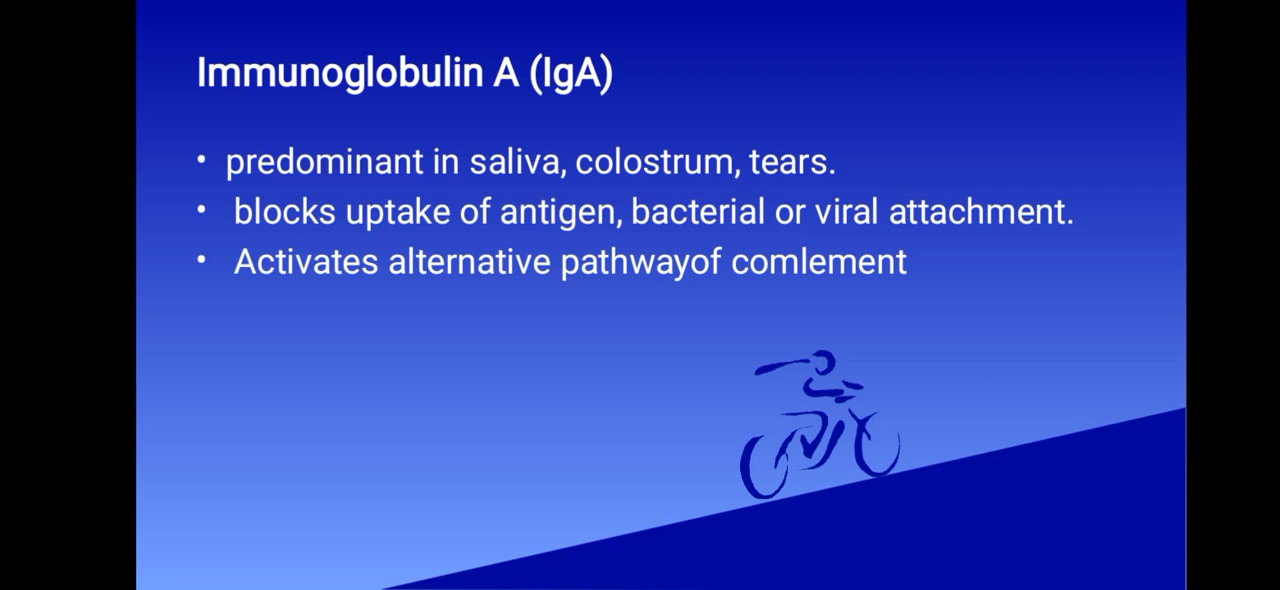 Immunoglobulin A (IgA)
• predominant in saliva, colostrum, tears.
• blocks uptake of antigen, bacterial or viral attachment.
• Activates alternative pathwayof comlement